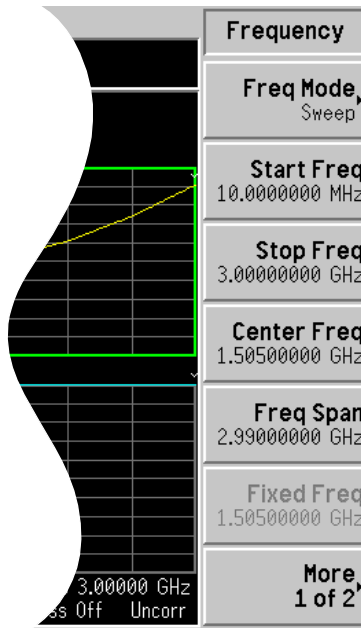 Frequency
Freq Mode
Sweep
Start Freq
10.0000000 MHz
Stop Freq
3.00000000 GHz
Center Freq
1.50500000 GHz
Freq Span
2.99000000 GHz
Fixed Freq
1.50500000 GHz
More
1 of 2
3.00000 GHz
Off Uncorr